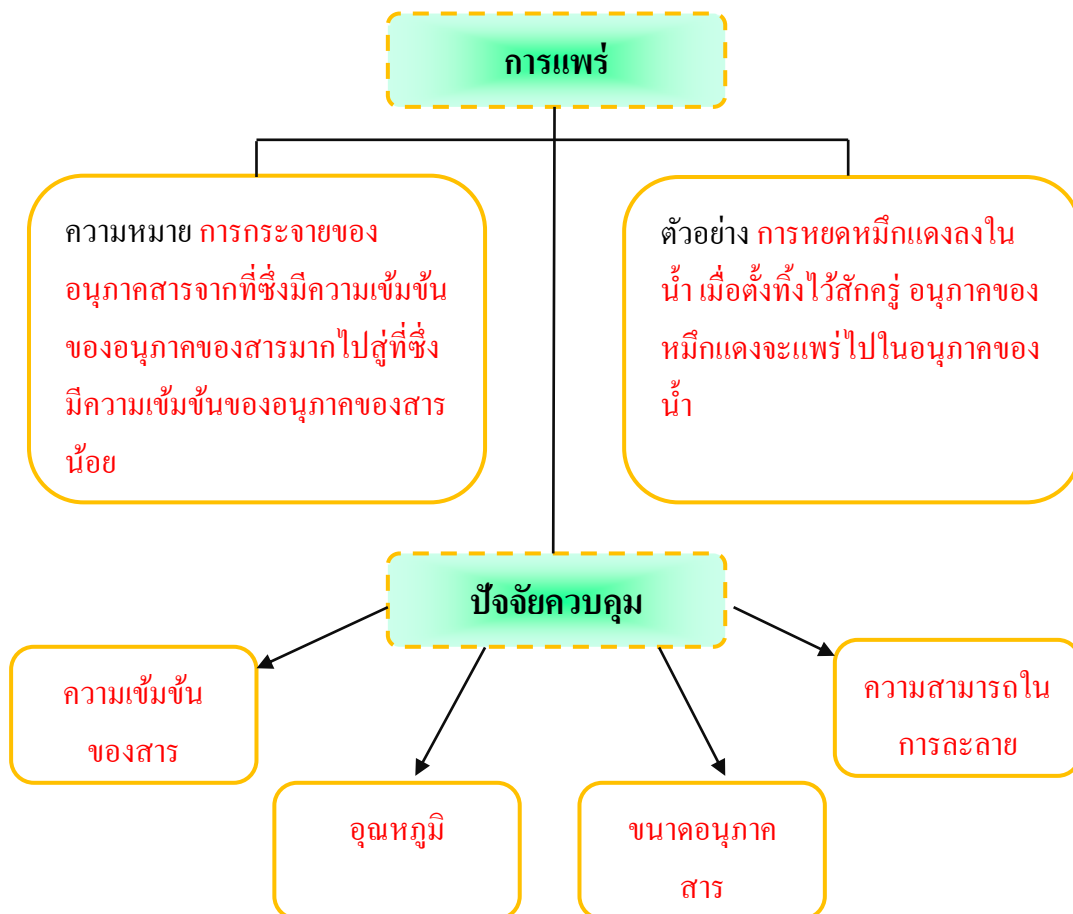 การแพร่
ความหมาย การกระจายของ
อนุภาคสารจากที่ซึ่งมีความเข้มข้น
ของอนุภาคของสารมากไปสู่ที่ซึ่ง
มีความเข้มข้นของอนุภาคของสาร
น้อย
ตัวอย่าง การหยดหมึกแดงลงใน
น้ำ เมื่อตั้งทิ้งไว้สักครู่ อนุภาคของ
หมึกแดงจะแพร่ไปในอนุภาคของ
น้ำ
ปัจจัยควบคุม
ความเข้มข้น
ของสาร
อุณหภูมิ
ขนาดอนุภาค
สาร
ความสามารถใน
การละลาย